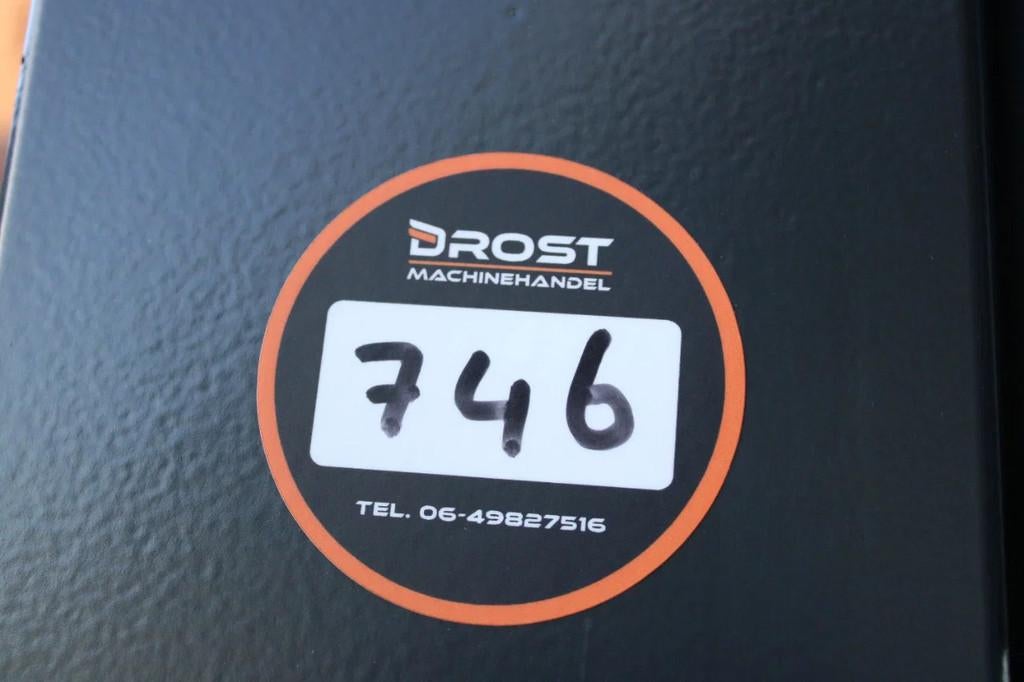 DROST
MACHINEHANDEL
746
TEL. 06-49827516